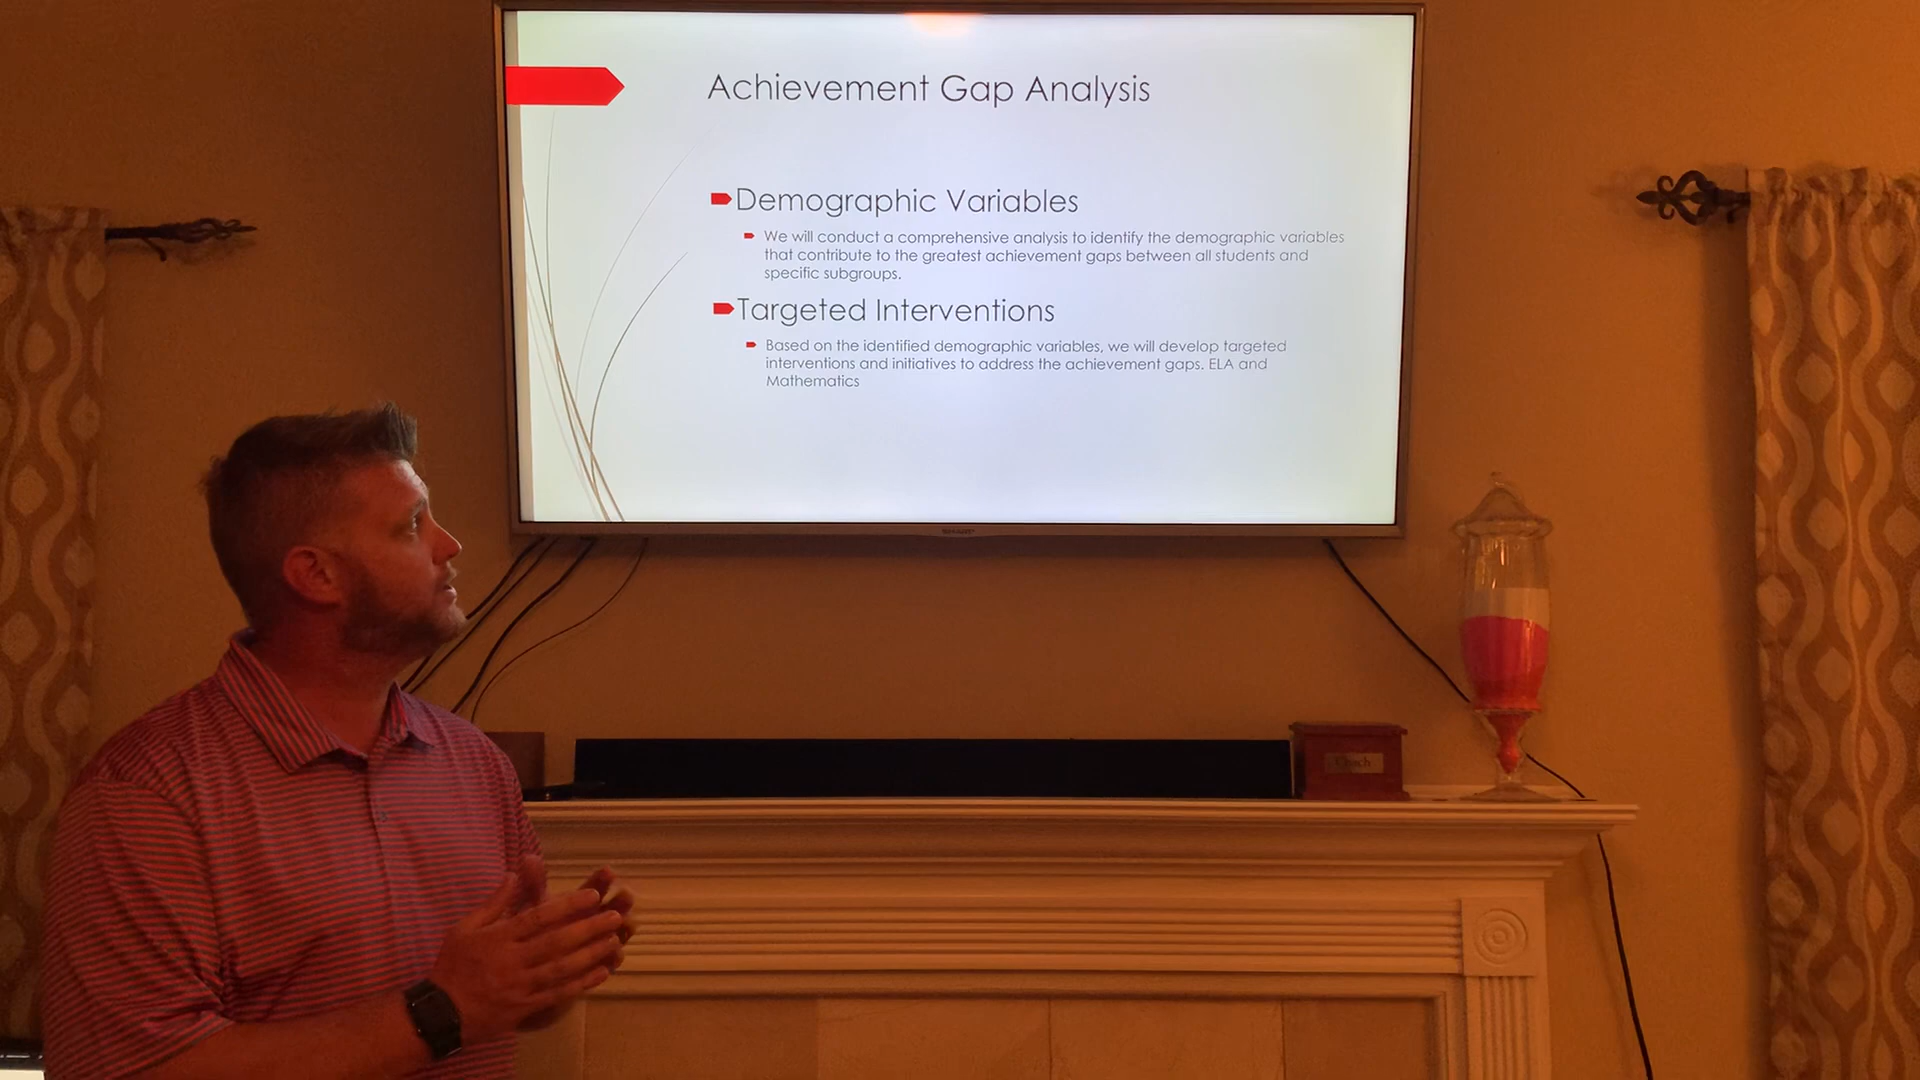 Achievement Gap Analysis
Demographic Variables
We will conduct a comprehensive analysis to identify the demographic variables
that contribute to the greatest achievement gaps between all students and
specific subgroups.
Targeted Interventions
Based on the identified demographic variables, we will develop targeted
interventions and initiatives to address the achievement gaps. ELA and
Mathematics
SHARP
Coach